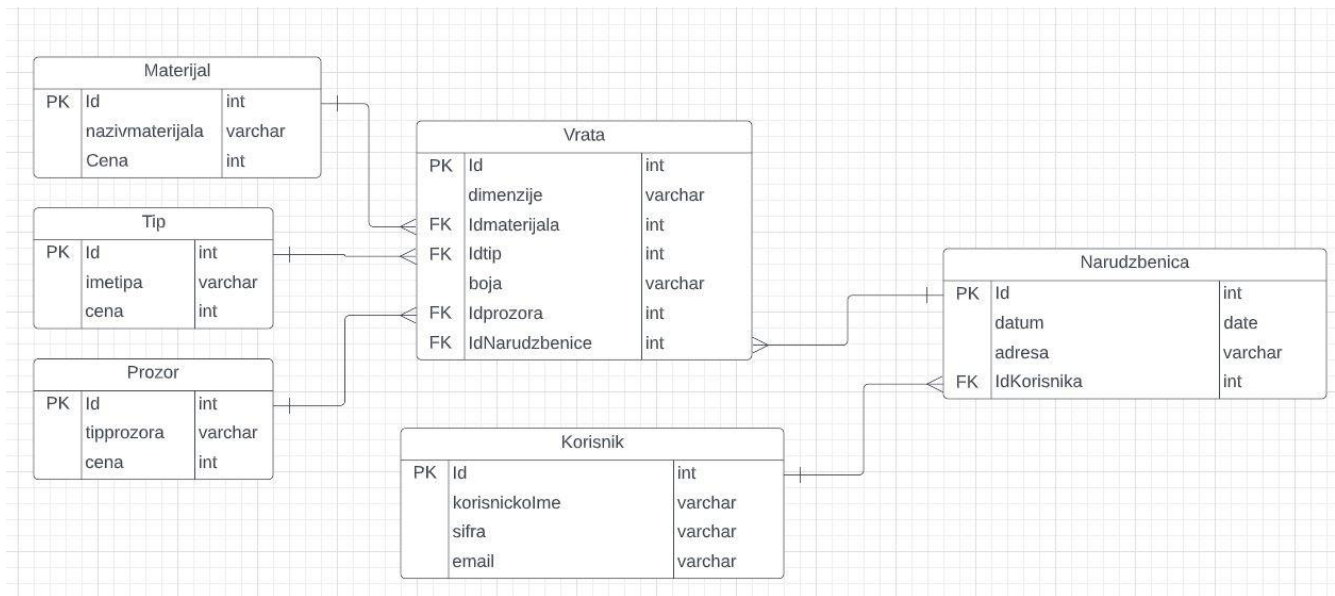 Materijal
PK Id int
nazivmaterijala varchar
Cena int
Tip
PK Id int
imetipa varchar
cena int
Prozor
PK Id int
tipprozora varchar
cena int
Vrata
PK Id int
dimenzije varchar
FK Idmaterijala int
FK Idtip int
boja varchar
FK Idprozora int
FK IdNarudzbenice int
Korisnik
PK Id int
korisnickoIme varchar
sifra varchar
email varchar
Narudzbenica
PK Id int
datum date
adresa varchar
FK IdKorisnika int